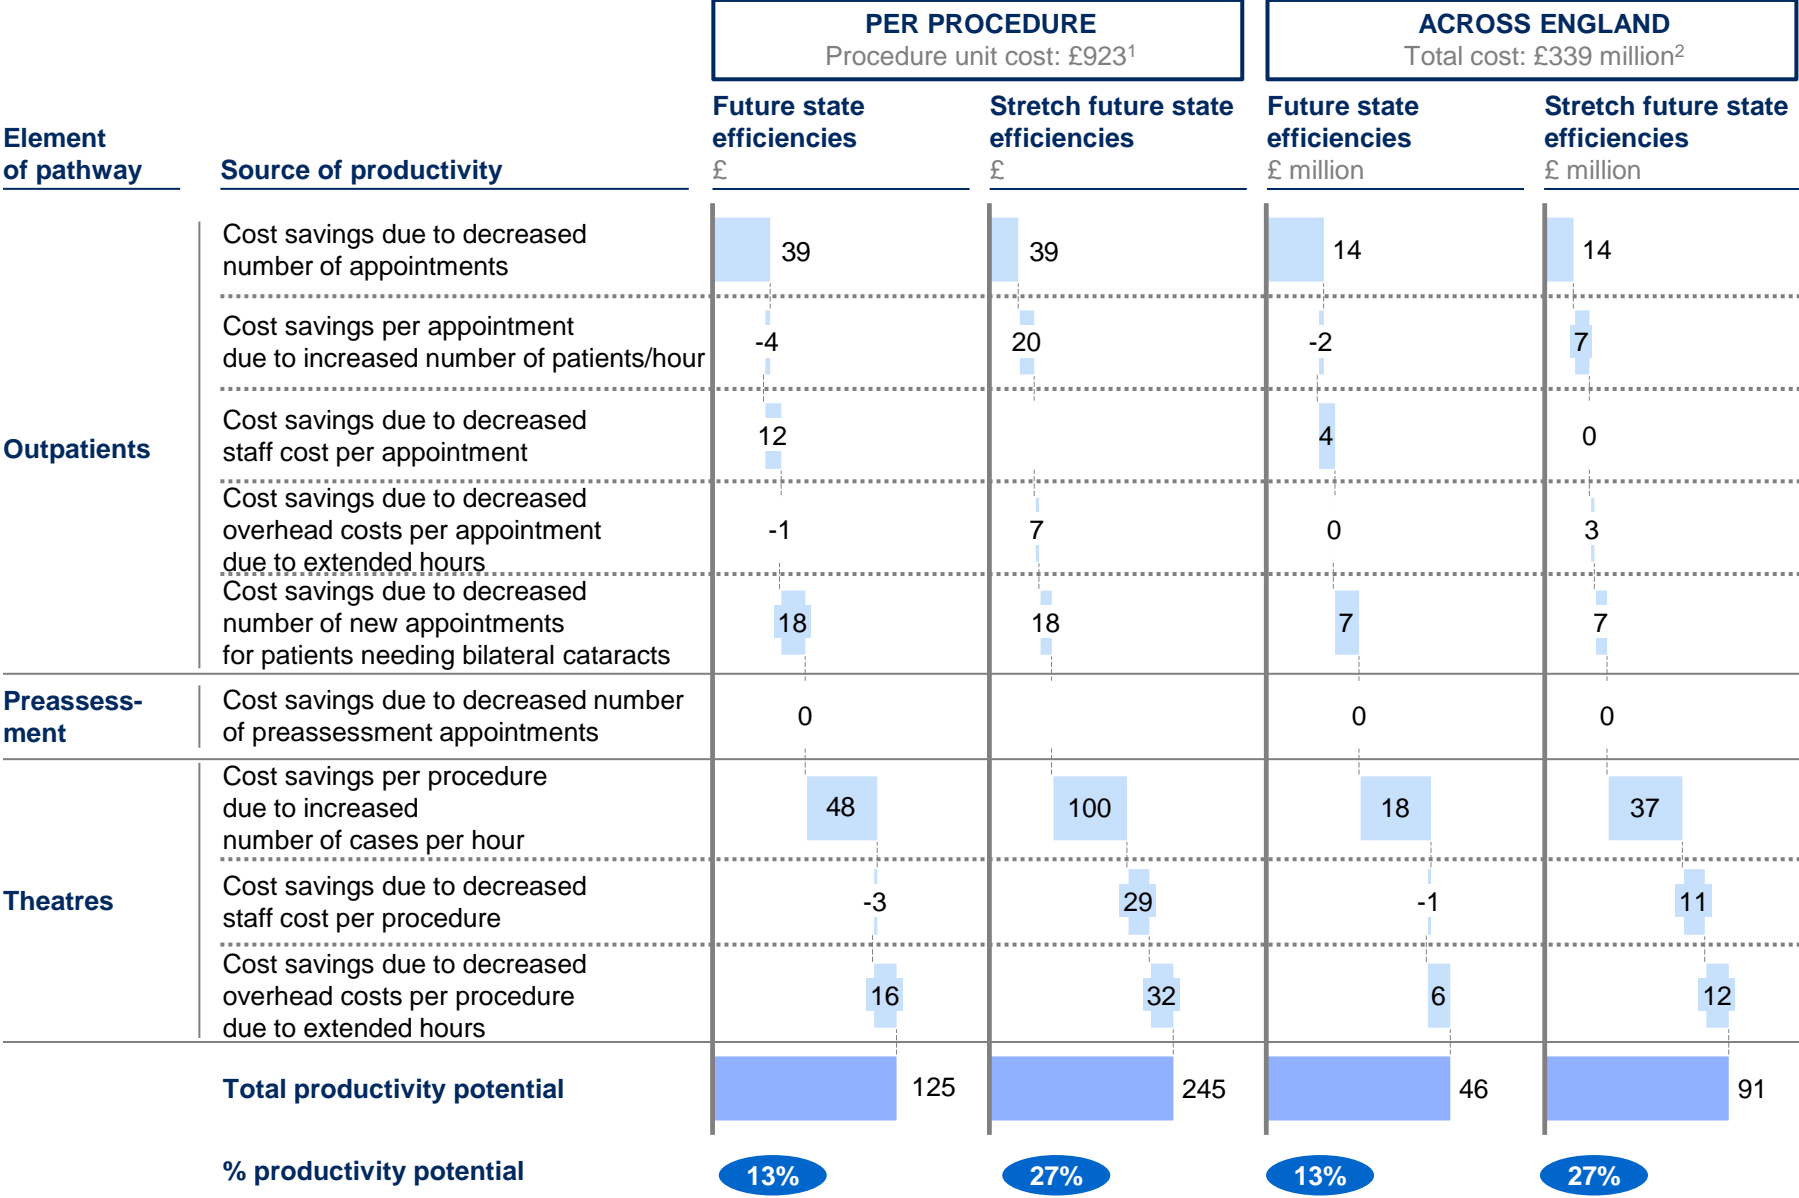 PER PROCEDURE
Procedure unit cost: £923¹
ACROSS ENGLAND
Total cost: £339 million²
Element
of pathway
Source of productivity
Future state
efficiencies
£
Stretch future state
efficiencies
£
Future state
efficiencies
£ million
Stretch future state
efficiencies
£ million
Outpatients
Cost savings due to decreased
number of appointments
39
39
14
14
Cost savings per appointment
due to increased number of patients/hour
-4
20
-2
7
Cost savings due to decreased
staff cost per appointment
12
4
0
Cost savings due to decreased
overhead costs per appointment
due to extended hours
-1
7
0
3
Cost savings due to decreased
number of new appointments
for patients needing bilateral cataracts
18
18
7
7
Preassess-
ment
Cost savings due to decreased number
of preassessment appointments
0
0
0
Theatres
Cost savings per procedure
due to increased
number of cases per hour
48
100
18
37
Cost savings due to decreased
staff cost per procedure
-3
29
-1
11
Cost savings due to decreased
overhead costs per procedure
due to extended hours
16
32
6
12
Total productivity potential
125
245
46
91
% productivity potential
13%
27%
13%
27%